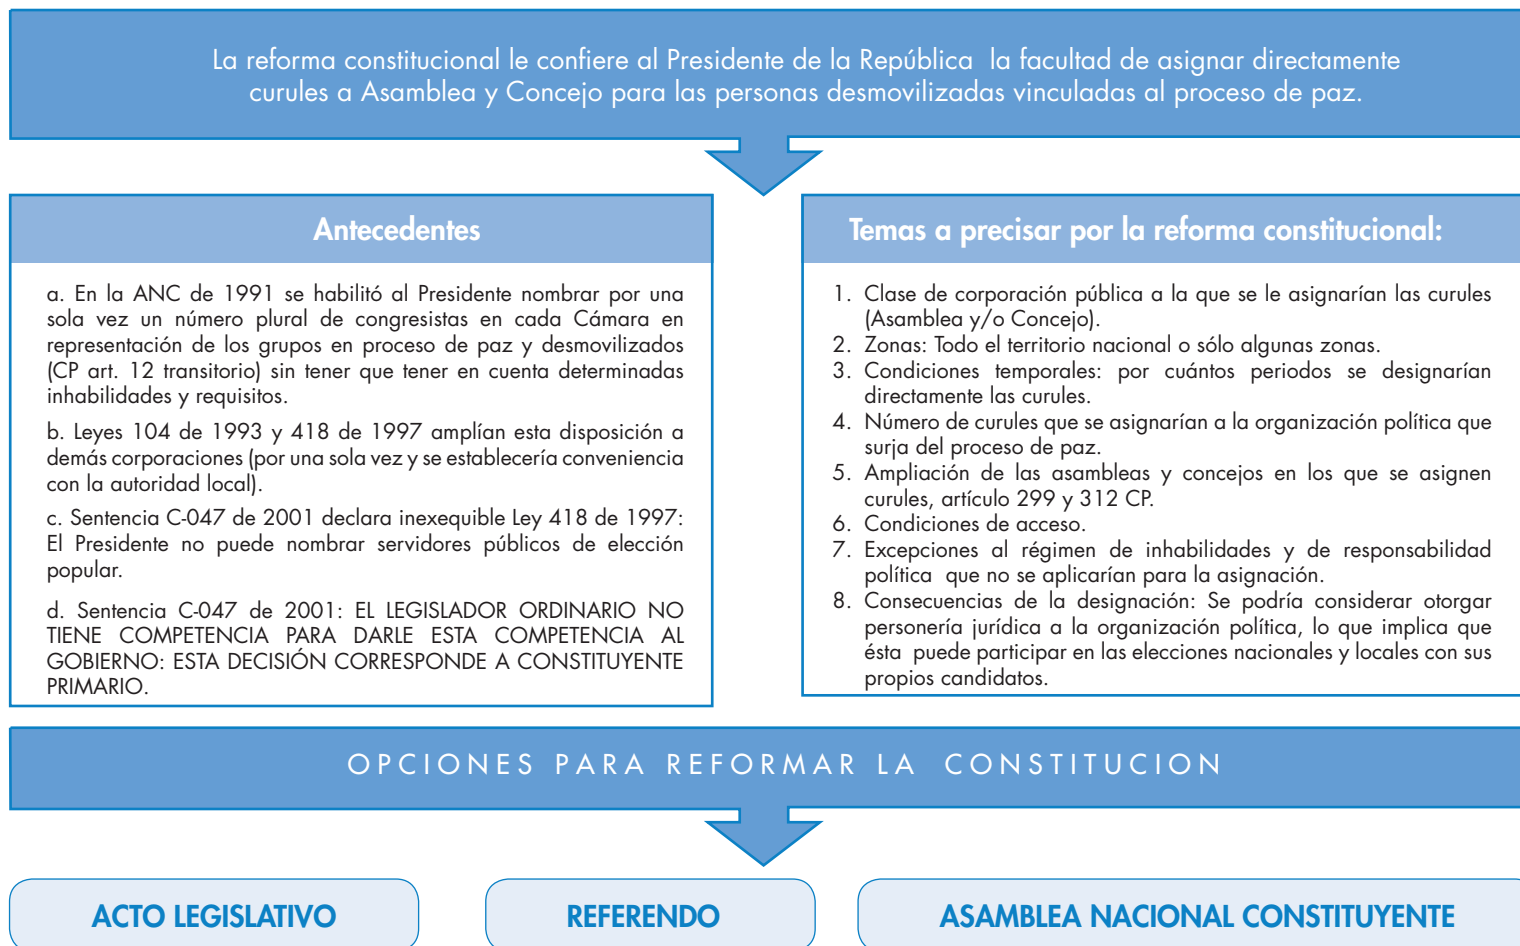 La reforma constitucional le confiere al Presidente de la República la facultad de asignar directamente
curules a Asamblea y Concejo para las personas desmovilizadas vinculadas al proceso de paz.
Antecedentes
a. En la ANC de 1991 se habilitó al Presidente nombrar por una
sola vez un número plural de congresistas en cada Cámara en
representación de los grupos en proceso de paz y desmovilizados
(CP art. 12 transitorio) sin tener que tener en cuenta determinadas
inhabilidades y requisitos.
b. Leyes 104 de 1993 y 418 de 1997 amplían esta disposición a
demás corporaciones (por una sola vez y se establecería conveniencia
con la autoridad local).
c. Sentencia C-047 de 2001 declara inexequible Ley 418 de 1997:
El Presidente no puede nombrar servidores públicos de elección
popular.
d. Sentencia C-047 de 2001: EL LEGISLADOR ORDINARIO NO
TIENE COMPETENCIA PARA DARLE ESTA COMPETENCIA AL
GOBIERNO: ESTA DECISIÓN CORRESPONDE A CONSTITUYENTE
PRIMARIO.
Temas a precisar por la reforma constitucional:
1. Clase de corporación pública a la que se le asignarían las curules
(Asamblea y/o Concejo).
2. Zonas: Todo el territorio nacional o sólo algunas zonas.
3. Condiciones temporales: por cuántos periodos se designarían
directamente las curules.
4. Número de curules que se asignarían a la organización política que
surja del proceso de paz.
5. Ampliación de las asambleas y concejos en los que se asignen
curules, artículo 299 y 312 CP.
6. Condiciones de acceso.
7. Excepciones al régimen de inhabilidades y de responsabilidad
política que no se aplicarían para la asignación.
8. Consecuencias de la designación: Se podría considerar otorgar
personería jurídica a la organización política, lo que implica que
ésta puede participar en las elecciones nacionales y locales con sus
propios candidatos.
OPCIONES PARA REFORMAR LA CONSTITUCION
ACTO LEGISLATIVO
REFERENDO
ASAMBLEA NACIONAL CONSTITUYENTE